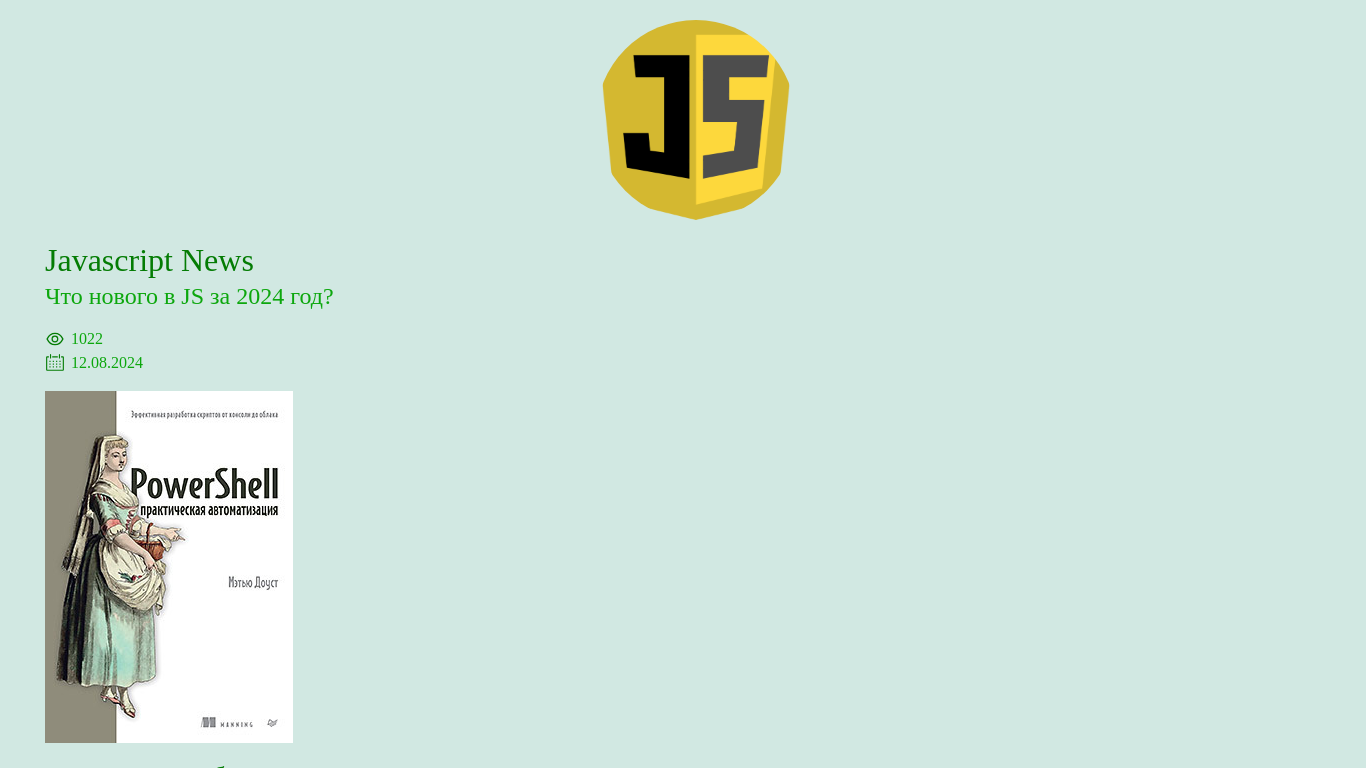 JS
Javascript News
Что нового в JS за 2024 год?
1022
12.08.2024
Эффективная разработка скриптов от консоли до облака
PowerShell
практическая автоматизация
Мэтью Доуст
MANNING